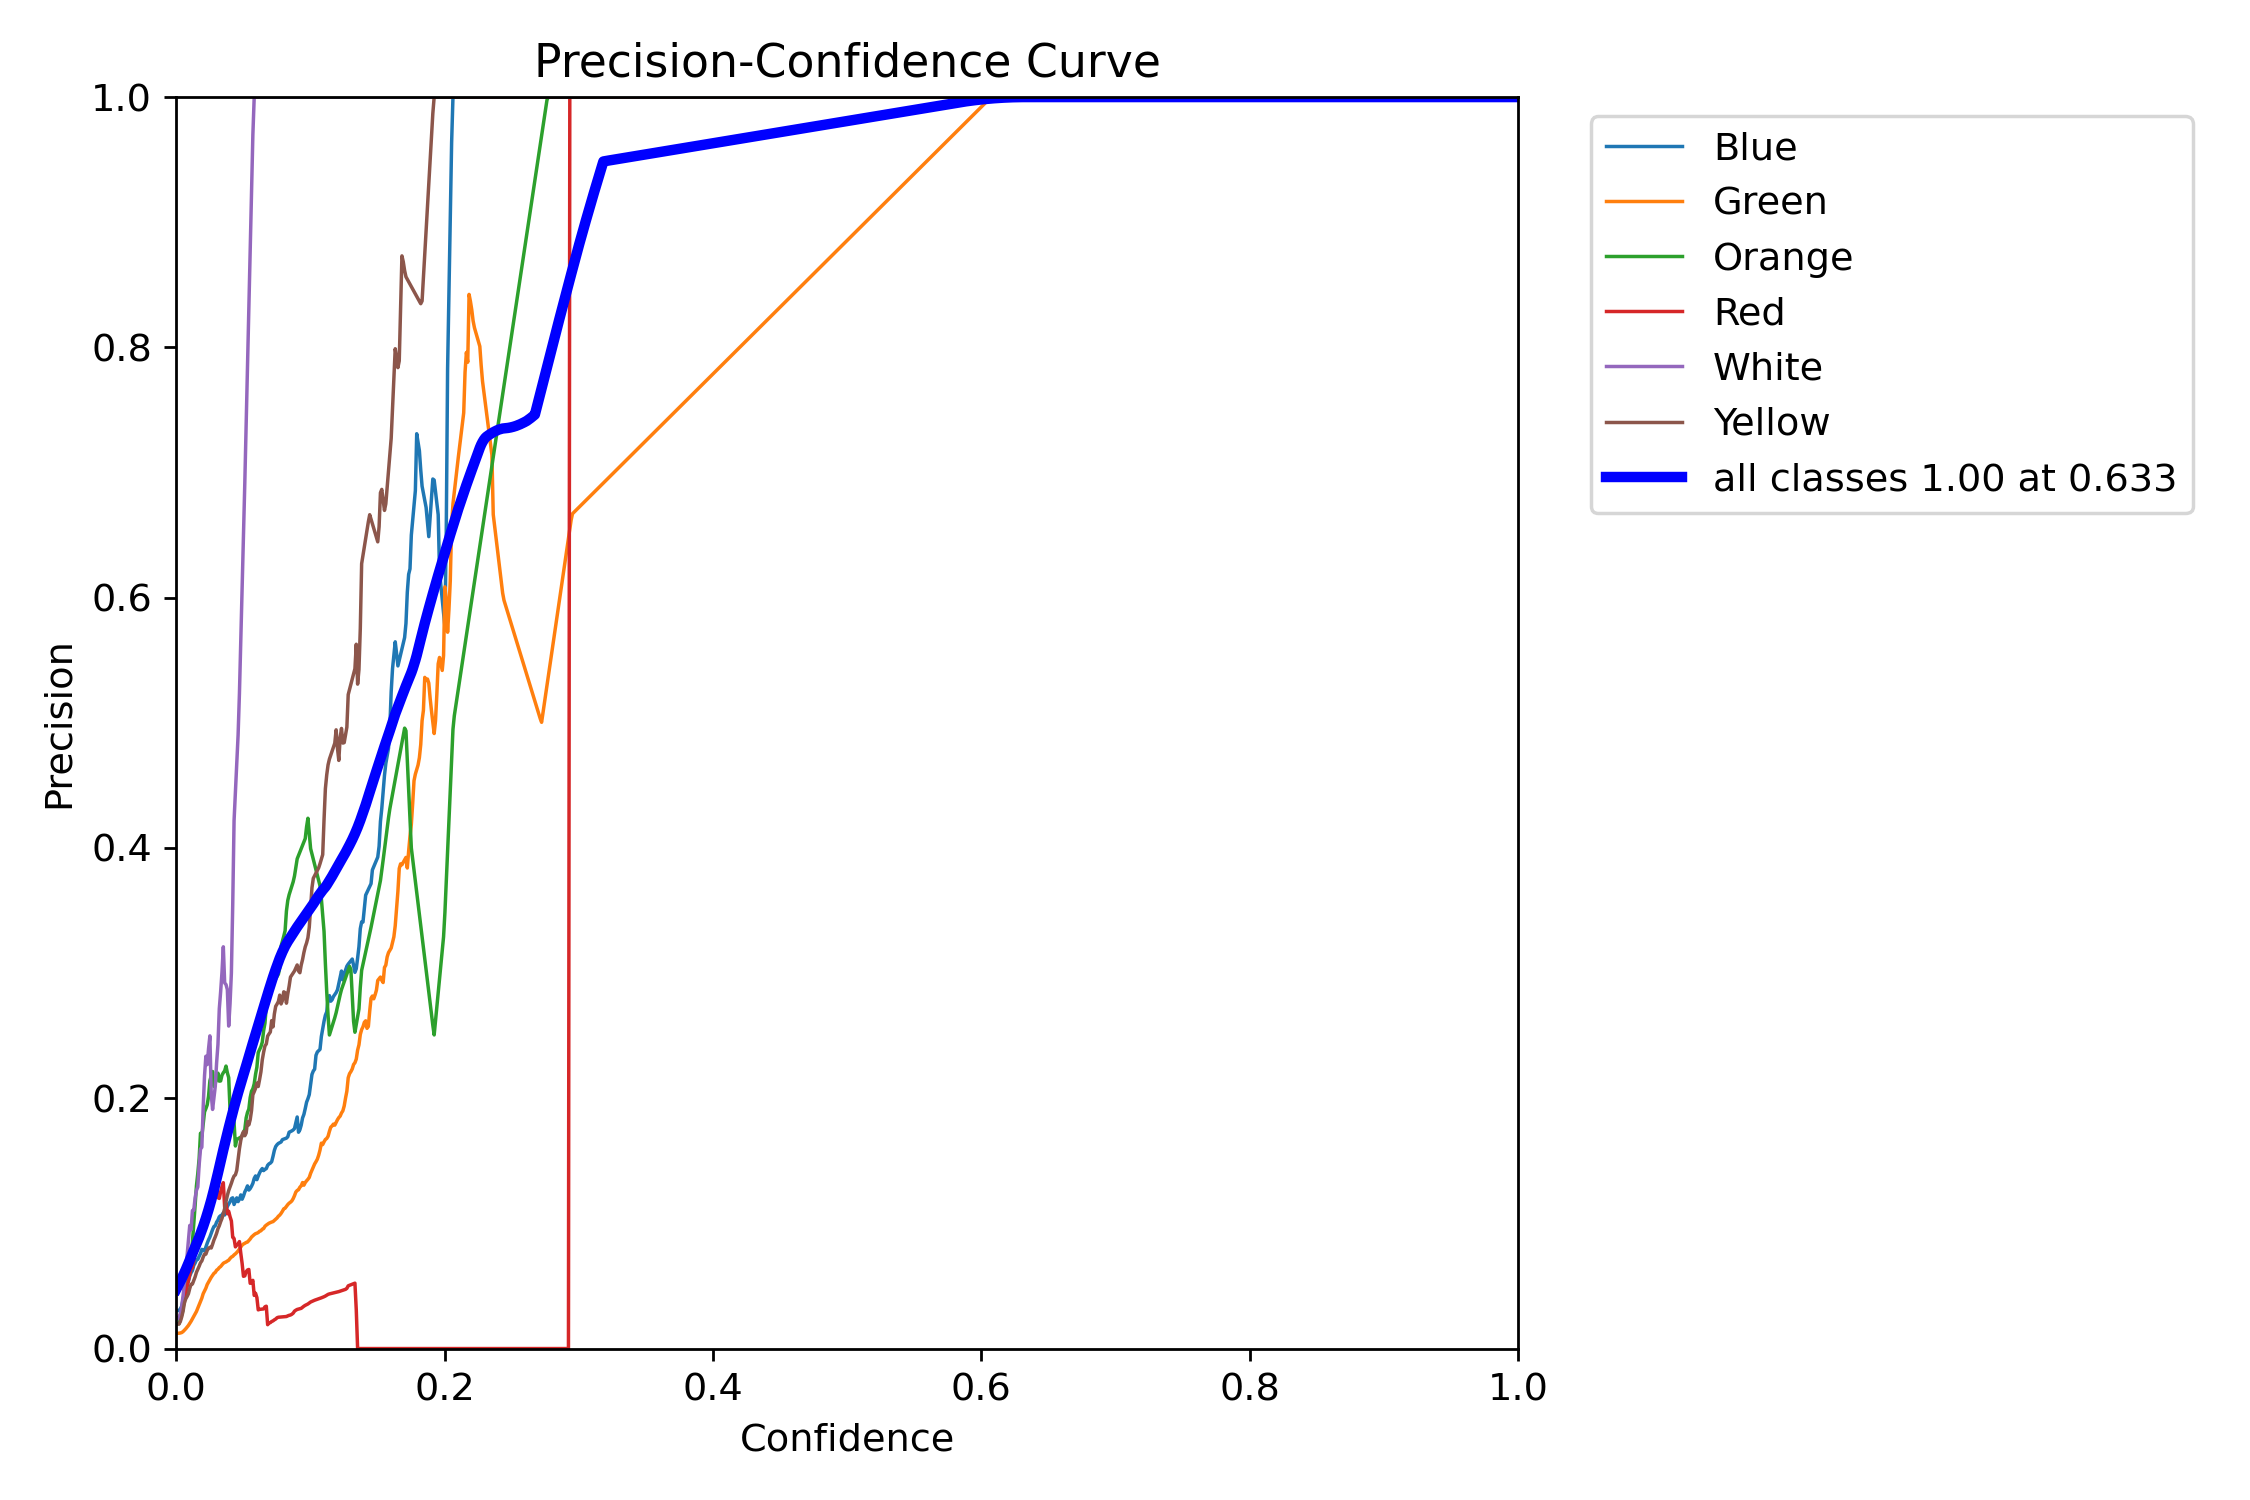 Precision-Confidence Curve
1.0
0.8
0.6
0.4
0.2
0.0
Precision
0.0 0.2 0.4 0.6 0.8 1.0
Confidence
Blue
Green
Orange
Red
White
Yellow
all classes 1.00 at 0.633